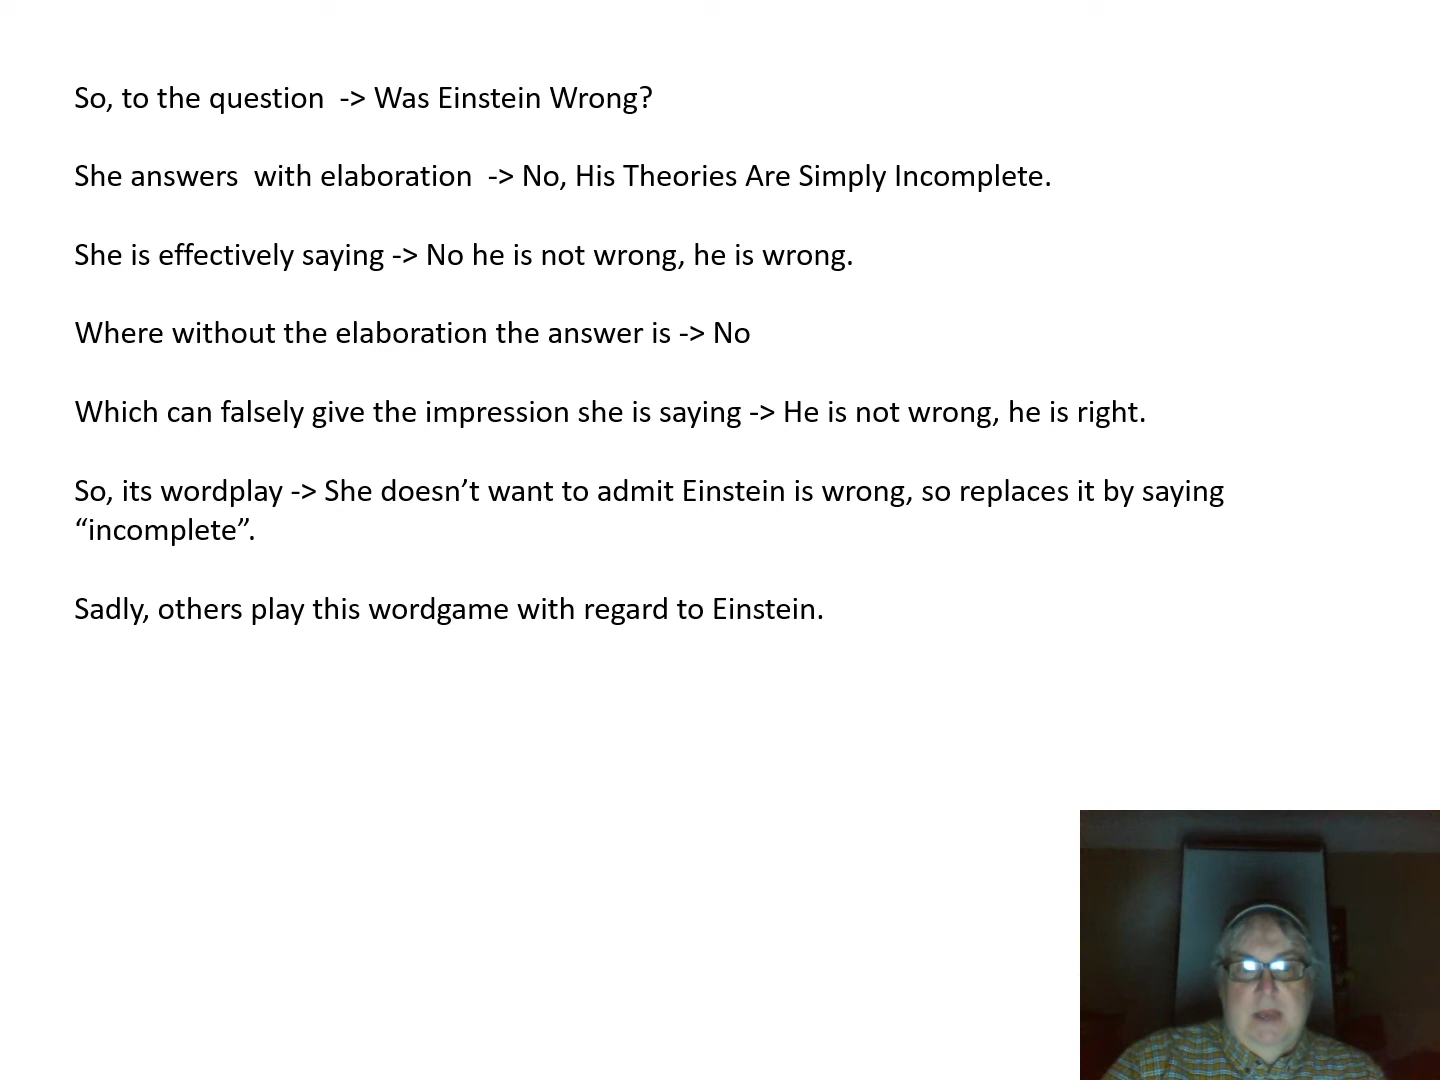 So, to the question  -> Was Einstein Wrong?
She answers  with elaboration  -> No, His Theories Are Simply Incomplete.
She is effectively saying -> No he is not wrong, he is wrong.
Where without the elaboration the answer is -> No
Which can falsely give the impression she is saying -> He is not wrong, he is right.
So, its wordplay -> She doesn’t want to admit Einstein is wrong, so replaces it by saying
“incomplete”.
Sadly, others play this wordgame with regard to Einstein.